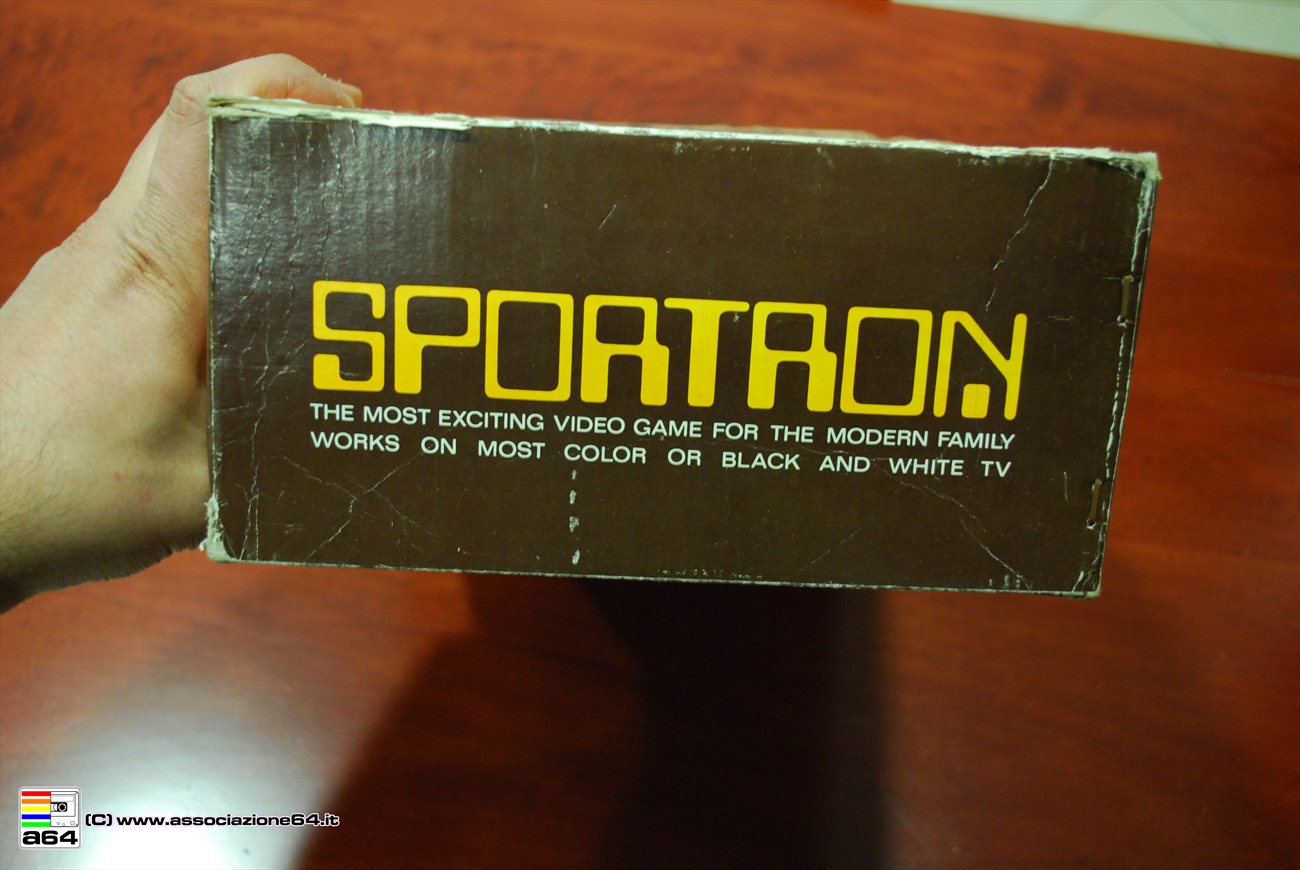 SPORTRON
THE MOST EXCITING VIDEO GAME FOR THE MODERN FAMILY
WORKS ON MOST COLOR OR BLACK AND WHITE TV
a64
(C) www.associazione64.it